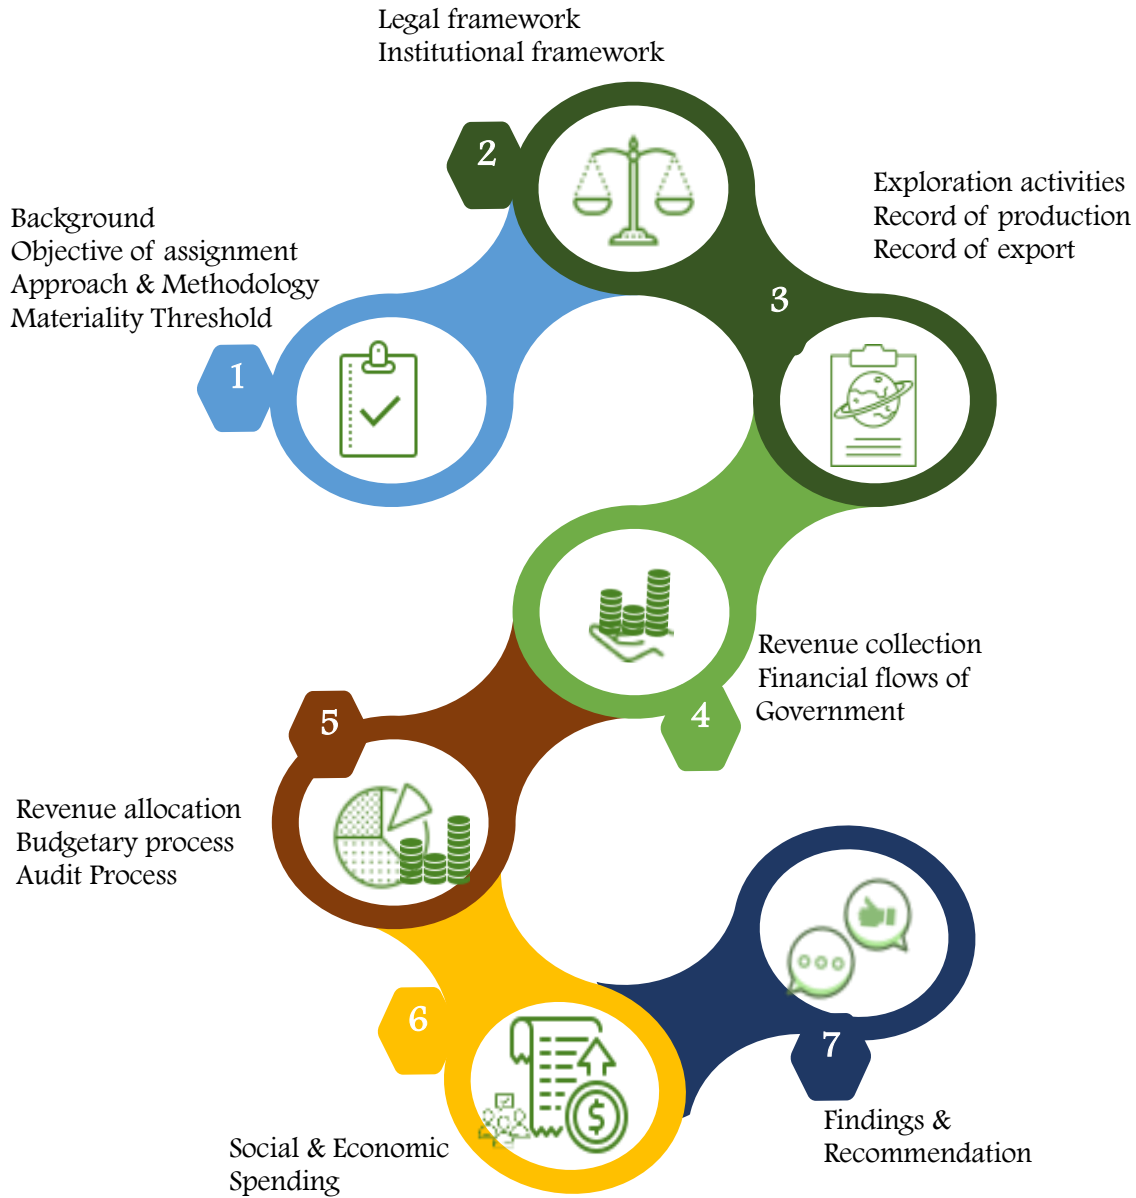 1
Background
Objective of assignment
Approach & Methodology
Materiality Threshold
2
Legal framework
Institutional framework
3
Exploration activities
Record of production
Record of export
4
Revenue collection
Financial flows of
Government
5
Revenue allocation
Budgetary process
Audit Process
6
Social & Economic
Spending
$
7
Findings &
Recommendation